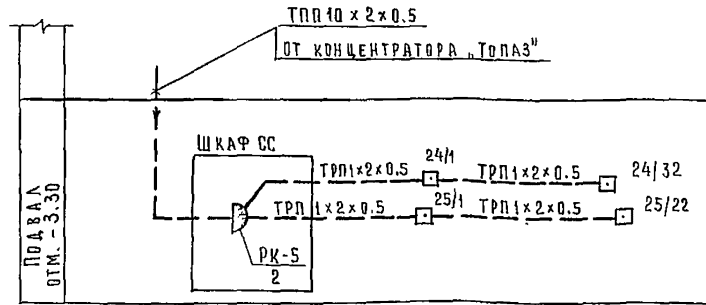 ТПП 10 × 2 × 0.5
ОТ КОНЦЕНТРАТОРА „ТОПАЗ"
ШКАФ СС
ТРП 1×2×0.5
24/1
ТРП 1×2×0.5
24/32
ТРП 1×2×0.5
25/1
ТРП 1×2×0.5
25/22
РК-5
2
ПОДВАЛ
ОТМ. -3.30